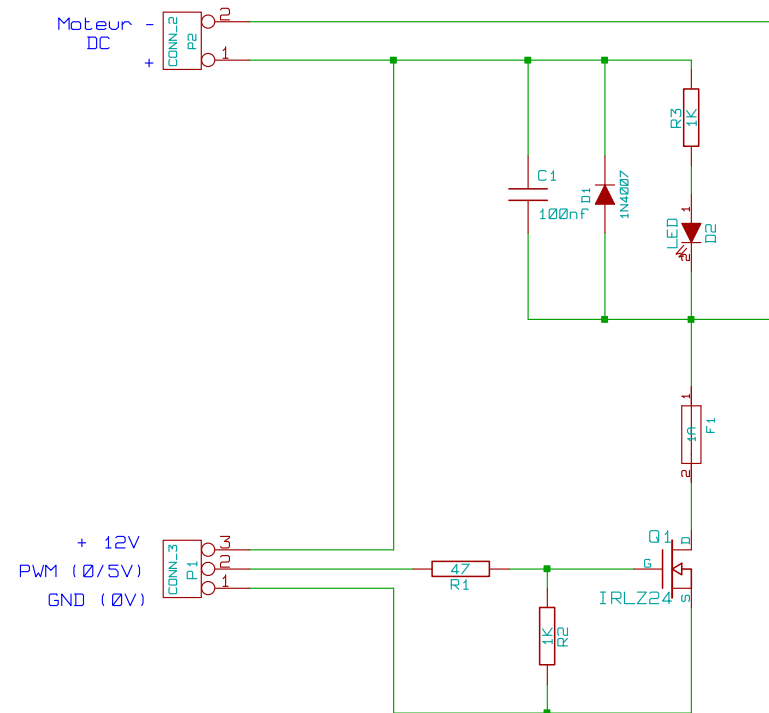 Moteur -
DC
+
CONN_2
P2
2
1
R3
1K
C1
100nf
D1
1N4007
LED
1
2
D2
1
1A
F1
2
+ 12V
PWM (0/5V)
GND (0V)
CONN_3
P1
3
2
1
47
R1
1K
R2
Q1
G
D
S
IRLZ24